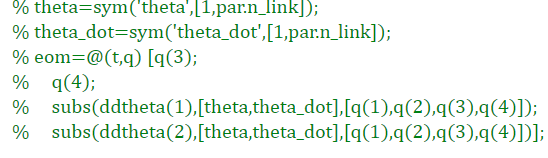 % theta=sym('theta',[1,par.n_link]);
% theta_dot=sym('theta_dot',[1,par.n_link]);
% eom=@(t,q) [q(3);
%    q(4);
%    subs(ddtheta(1),[theta,theta_dot],[q(1),q(2),q(3),q(4)]);
%    subs(ddtheta(2),[theta,theta_dot],[q(1),q(2),q(3),q(4)])];